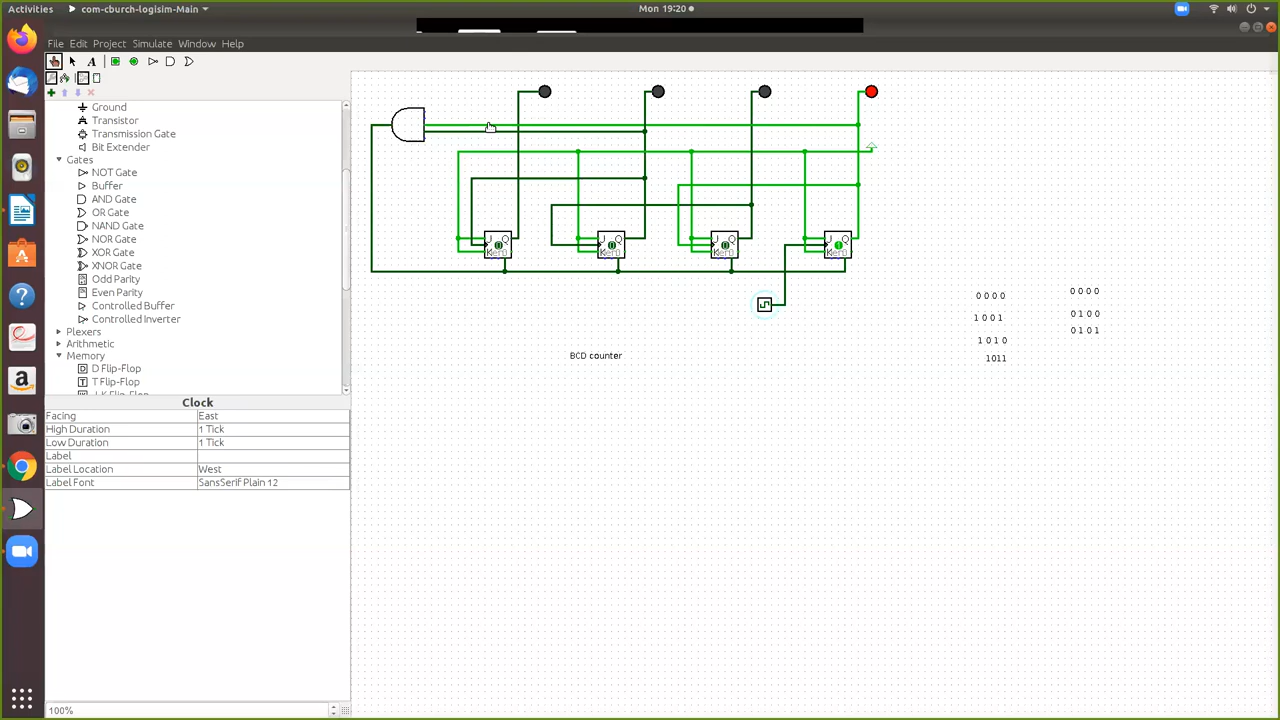 Activities com-cburch-logisim-Main Mon 19:20
File Edit Project Simulate Window Help
A
Ground
Transistor
Transmission Gate
Bit Extender
Gates
NOT Gate
Buffer
AND Gate
OR Gate
NAND Gate
NOR Gate
XOR Gate
XNOR Gate
Odd Parity
Even Parity
Controlled Buffer
Controlled Inverter
Plexers
Arithmetic
Memory
D Flip-Flop
T Flip-Flop
Clock
Facing East
High Duration 1 Tick
Low Duration 1 Tick
Label
Label Location West
Label Font SansSerif Plain 12
100%
J Q J Q J Q J Q
0 0 0 1
BCD counter
0 0 0 0
1 0 0 1
1 0 1 0
1011
0 0 0 0
0 1 0 0
0 1 0 1